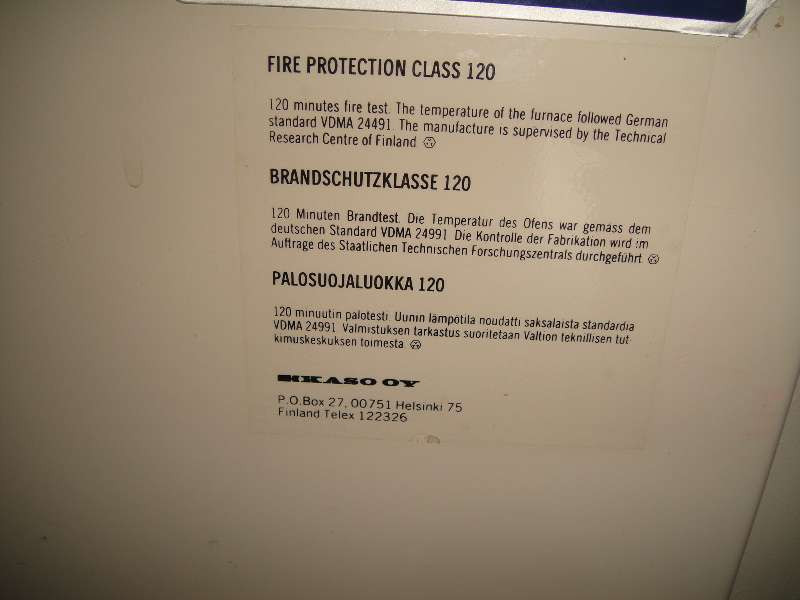 FIRE PROTECTION CLASS 120
120 minutes fire test. The temperature of the furnace followed German
standard VDMA 24491. The manufacture is supervised by the Technical
Research Centre of Finland.
BRANDSCHUTZKLASSE 120
120 Minuten Brandtest. Die Temperatur des Ofens war gemäss dem
deutschen Standard VDMA 24991. Die Kontrolle der Fabrikation wird im
Auftrage des Staatlichen Technischen Forschungszentrals durchgeführt.
PALOSUOJALUOKKA 120
120 minuutin palotesti. Uunin lämpötila noudatti saksalaista standardia
VDMA 24991. Valmistuksen tarkastus suoritetaan Valtion teknillisen tut-
kimuskeskuksen toimesta.
KASO OY
P.O.Box 27, 00751 Helsinki 75
Finland Telex 122326